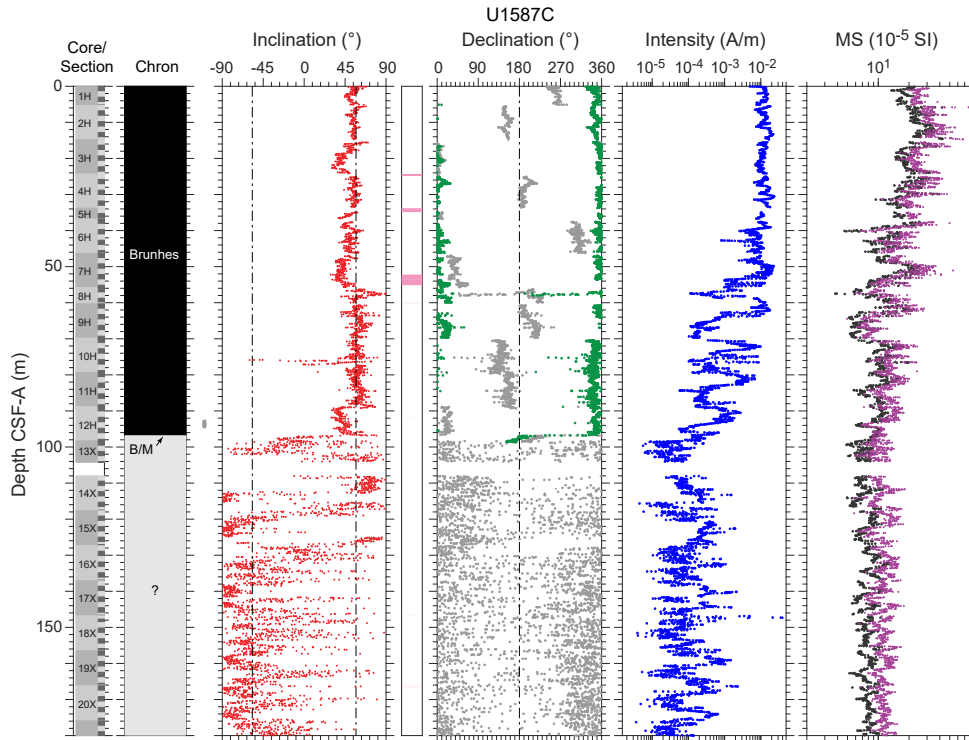 U1587C
Core/
Section
Chron
Inclination (°)
Declination (°)
Intensity (A/m)
MS (10-5 SI)
-90 -45 0 45 90
0 90 180 270 360
10-5 10-4 10-3 10-2
101
Depth CSF-A (m)
0
50
100
150
1H
2H
3H
4H
5H
6H
7H
8H
9H
10H
11H
12H
13X
14X
15X
16X
17X
18X
19X
20X
Brunhes
B/M
?